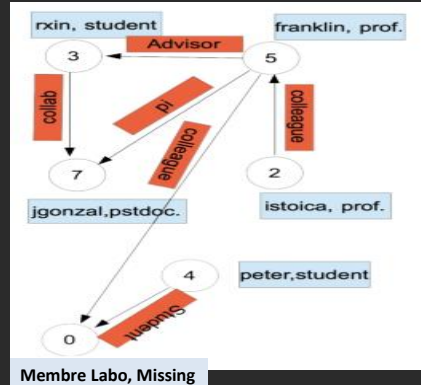 rxin, student
franklin, prof.
Advisor
3
5
collab
pi
colleague
colleague
7
2
jgonzal,pstdoc.
istoica, prof.
4
peter,student
Student
0
Membre Labo, Missing